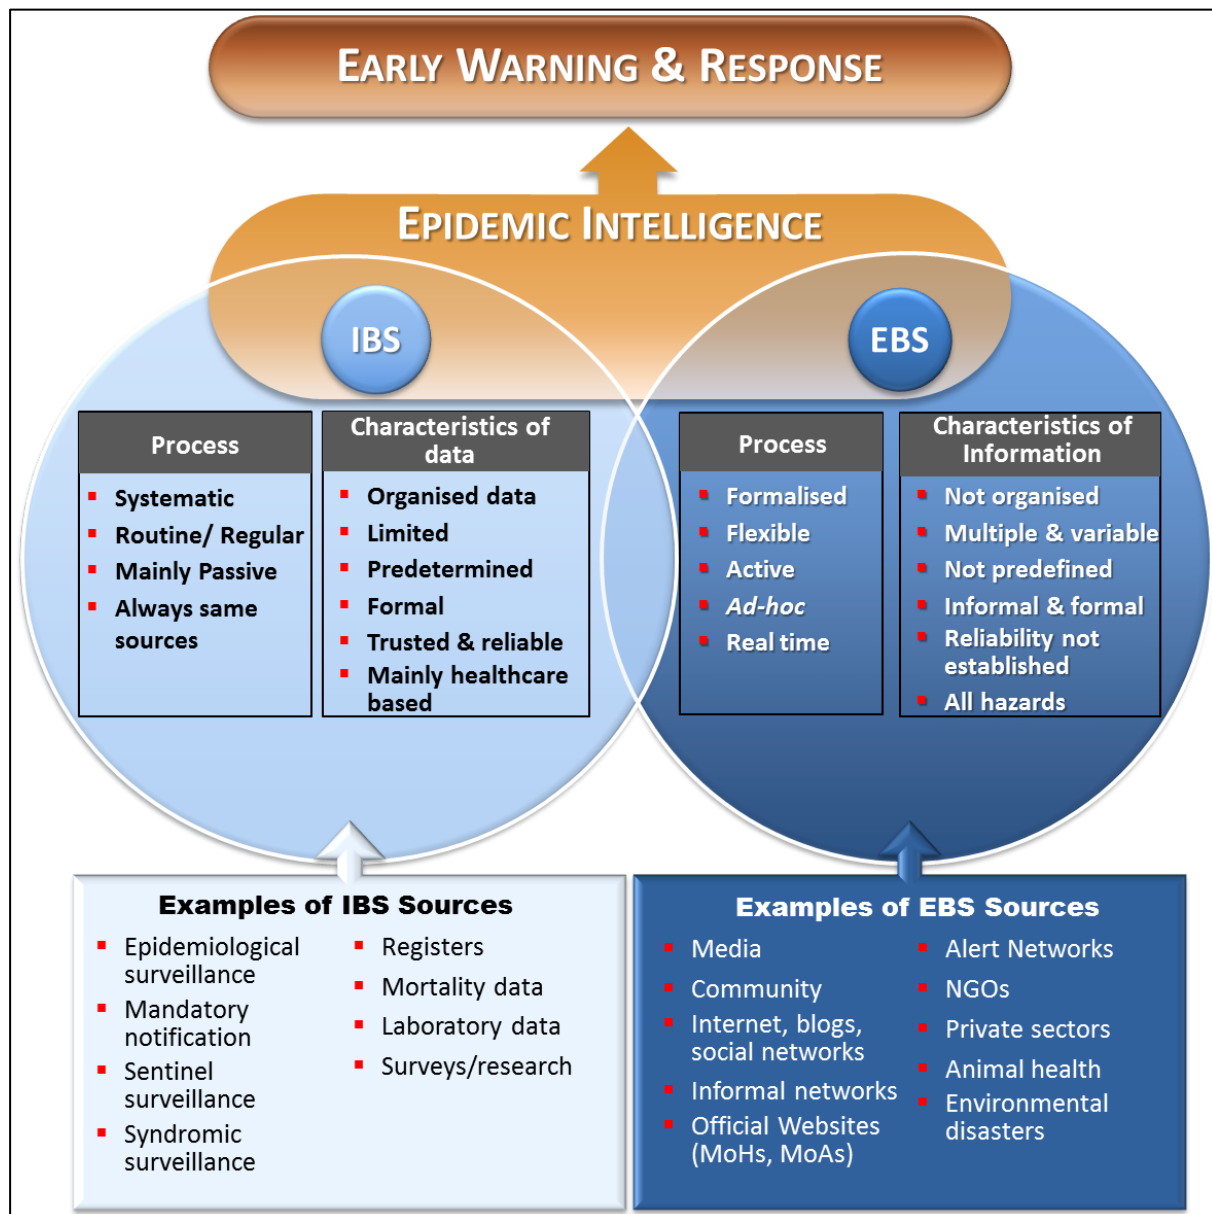 EARLY WARNING & RESPONSE
EPIDEMIC INTELLIGENCE
IBS
EBS
Process
Systematic
Routine/ Regular
Mainly Passive
Always same
sources
Characteristics of
data
Organised data
Limited
Predetermined
Formal
Trusted & reliable
Mainly healthcare
based
Process
Formalised
Flexible
Active
Ad-hoc
Real time
Characteristics of
Information
Not organised
Multiple & variable
Not predefined
Informal & formal
Reliability not
established
All hazards
Examples of IBS Sources
Epidemiological
surveillance
Mandatory
notification
Sentinel
surveillance
Syndromic
surveillance
Registers
Mortality data
Laboratory data
Surveys/research
Examples of EBS Sources
Media
Community
Internet, blogs,
social networks
Informal networks
Official Websites
(MoHs, MoAs)
Alert Networks
NGOs
Private sectors
Animal health
Environmental
disasters